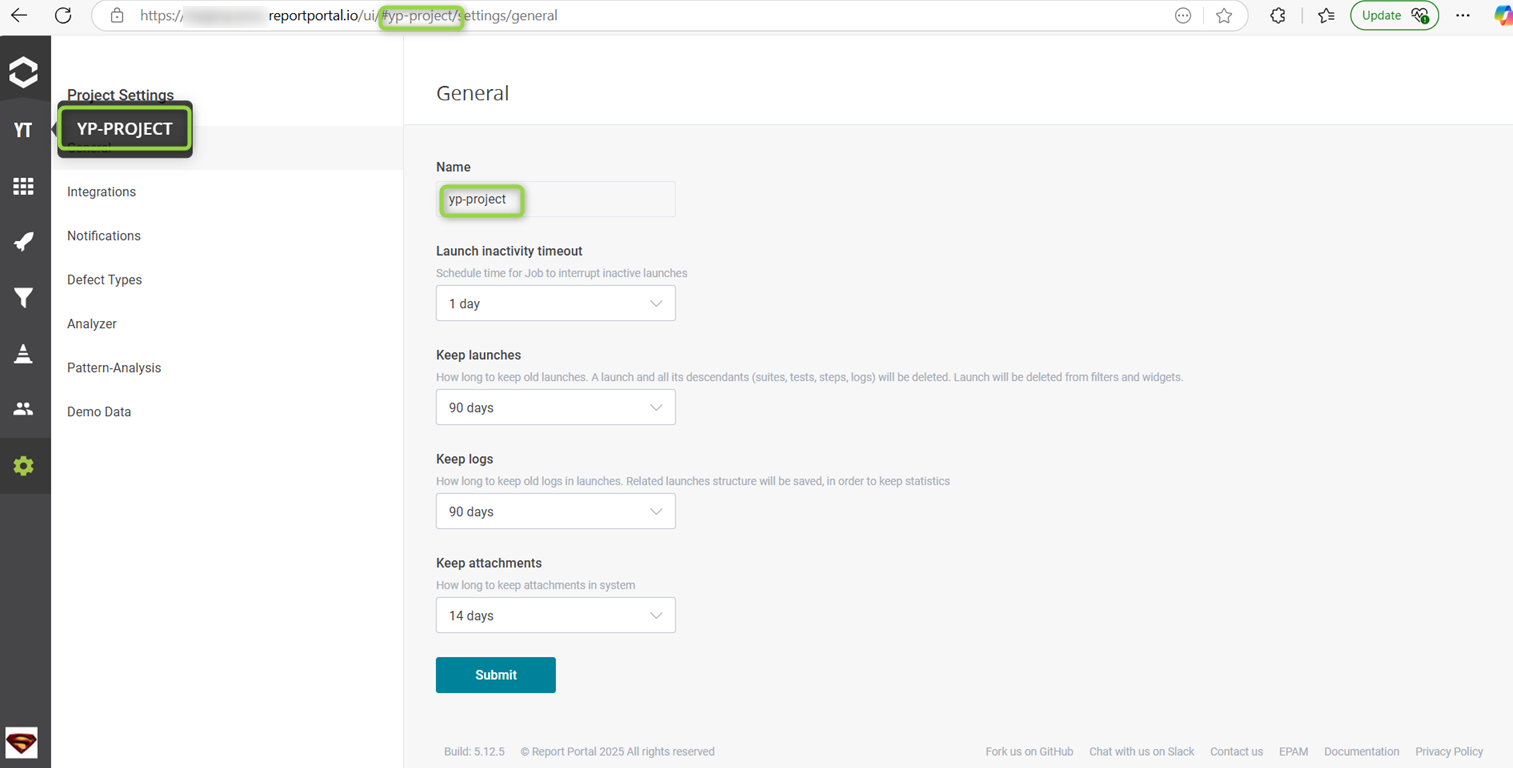 https:// reportportal.io/ui/#yp-project/settings/general
Update
Project Settings
YT
YP-PROJECT
General
Integrations
Notifications
Defect Types
Analyzer
Pattern-Analysis
Demo Data
General
Name
yp-project
Launch inactivity timeout
Schedule time for Job to interrupt inactive launches
1 day
Keep launches
How long to keep old launches. A launch and all its descendants (suites, tests, steps, logs) will be deleted. Launch will be deleted from filters and widgets.
90 days
Keep logs
How long to keep old logs in launches. Related launches structure will be saved, in order to keep statistics
90 days
Keep attachments
How long to keep attachments in system
14 days
Submit
Build: 5.12.5 © Report Portal 2025 All rights reserved
Fork us on GitHub Chat with us on Slack Contact us EPAM Documentation Privacy Policy